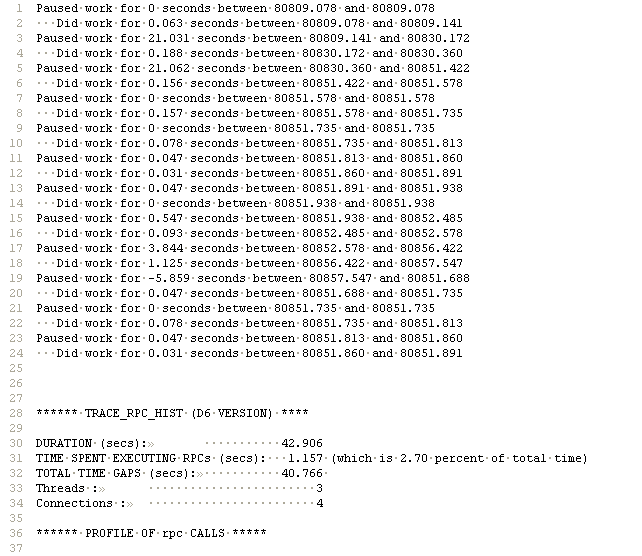 1 Paused work for 0 seconds between 80809.078 and 80809.078
2 ···Did work for 0.063 seconds between 80809.078 and 80809.141
3 Paused work for 21.031 seconds between 80809.141 and 80830.172
4 ···Did work for 0.188 seconds between 80830.172 and 80830.360
5 Paused work for 21.062 seconds between 80830.360 and 80851.422
6 ···Did work for 0.156 seconds between 80851.422 and 80851.578
7 Paused work for 0 seconds between 80851.578 and 80851.578
8 ···Did work for 0.157 seconds between 80851.578 and 80851.735
9 Paused work for 0 seconds between 80851.735 and 80851.735
10 ···Did work for 0.078 seconds between 80851.735 and 80851.813
11 Paused work for 0.047 seconds between 80851.813 and 80851.860
12 ···Did work for 0.031 seconds between 80851.860 and 80851.891
13 Paused work for 0.047 seconds between 80851.891 and 80851.938
14 ···Did work for 0 seconds between 80851.938 and 80851.938
15 Paused work for 0.547 seconds between 80851.938 and 80852.485
16 ···Did work for 0.093 seconds between 80852.485 and 80852.578
17 Paused work for 3.844 seconds between 80852.578 and 80856.422
18 ···Did work for 1.125 seconds between 80856.422 and 80857.547
19 Paused work for -5.859 seconds between 80857.547 and 80851.688
20 ···Did work for 0.047 seconds between 80851.688 and 80851.735
21 Paused work for 0 seconds between 80851.735 and 80851.735
22 ···Did work for 0.078 seconds between 80851.735 and 80851.813
23 Paused work for 0.047 seconds between 80851.813 and 80851.860
24 ···Did work for 0.031 seconds between 80851.860 and 80851.891
25
26
27
28 ****** TRACE_RPC_HIST (D6 VERSION) ****
29
30 DURATION (secs):» ···········42.906
31 TIME SPENT EXECUTING RPCs (secs):···1.157 (which is 2.70 percent of total time)
32 TOTAL TIME GAPS (secs):»···········40.766
33 Threads :» ················3
34 Connections :» ················4
35
36 ****** PROFILE OF rpc CALLS *****
37